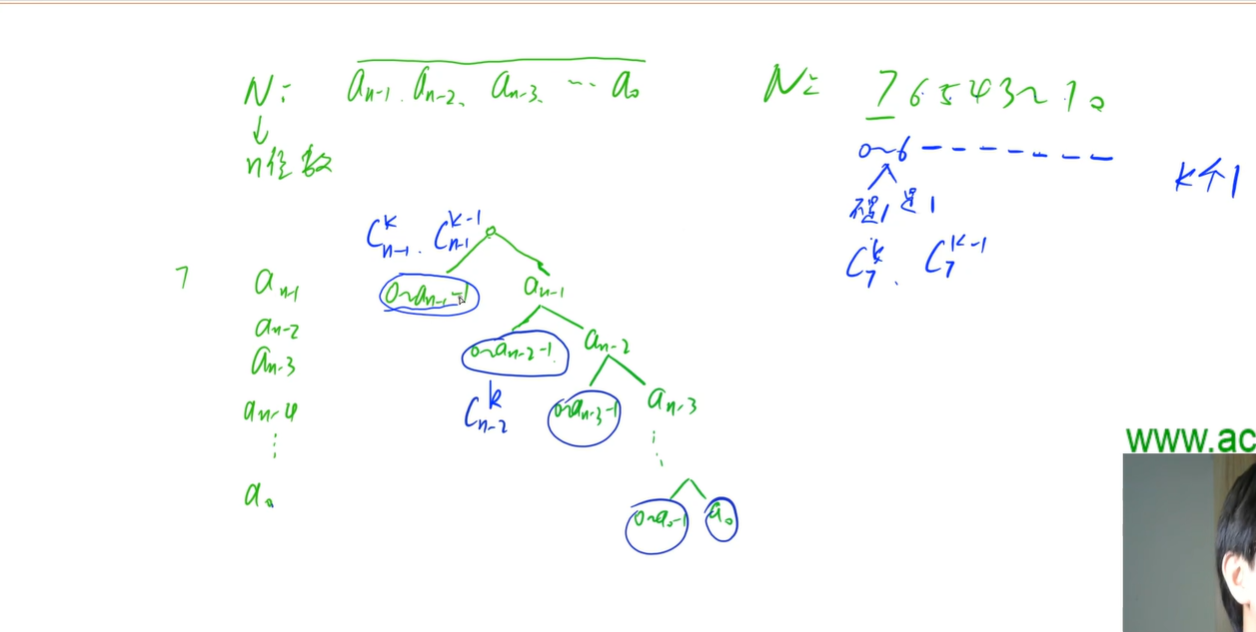 N: a_{n-1}, a_{n-2}, a_{n-3}, ... a_0
↓
n位数
N: 7 6 5 4 3 2 1 0
0~6 - - - - - - -
k个1
不是1 是1
C_7^k . C_7^{k-1}
C_{n-1}^k . C_{n-1}^{k-1}
7 a_{n-1} 0~a_{n-1}-1 a_{n-1}
a_{n-2} 0~a_{n-2}-1 a_{n-2}
a_{n-3}
a_{n-4} C_{n-2}^k 0~a_{n-3}-1 a_{n-3}
⋮
a_0 0~a_0-1 a_0
www.ac